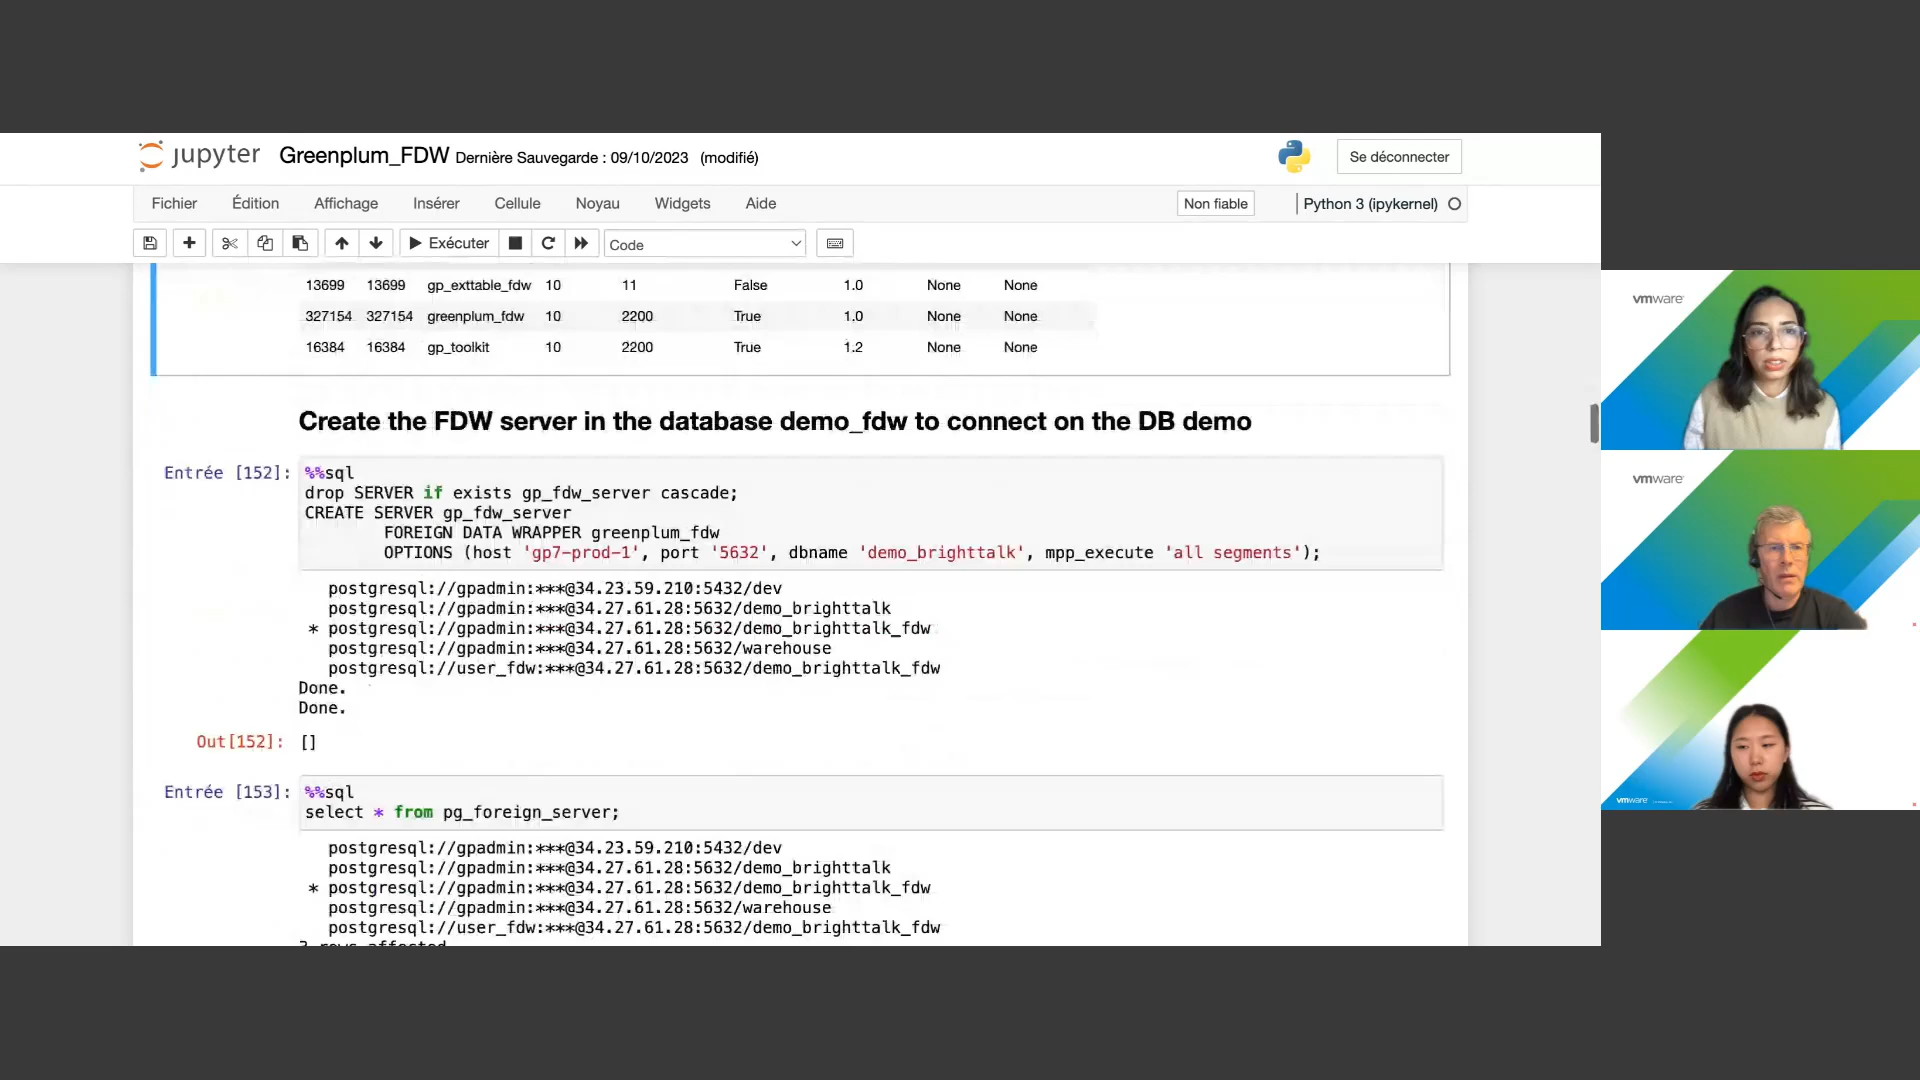 jupyter Greenplum_FDW Dernière Sauvegarde : 09/10/2023 (modifié)
Se déconnecter
Fichier Édition Affichage Insérer Cellule Noyau Widgets Aide
Non fiable
Python 3 (ipykernel)
Exécuter
Code
13699 13699 gp_exttable_fdw 10 11 False 1.0 None None
327154 327154 greenplum_fdw 10 2200 True 1.0 None None
16384 16384 gp_toolkit 10 2200 True 1.2 None None
Create the FDW server in the database demo_fdw to connect on the DB demo
Entrée [152]:
%%sql
drop SERVER if exists gp_fdw_server cascade;
CREATE SERVER gp_fdw_server
FOREIGN DATA WRAPPER greenplum_fdw
OPTIONS (host 'gp7-prod-1', port '5632', dbname 'demo_brighttalk', mpp_execute 'all segments');
postgresql://gpadmin:***@34.23.59.210:5432/dev
postgresql://gpadmin:***@34.27.61.28:5632/demo_brighttalk
* postgresql://gpadmin:***@34.27.61.28:5632/demo_brighttalk_fdw
postgresql://gpadmin:***@34.27.61.28:5632/warehouse
postgresql://user_fdw:***@34.27.61.28:5632/demo_brighttalk_fdw
Done.
Done.
Out[152]: []
Entrée [153]:
%%sql
select * from pg_foreign_server;
postgresql://gpadmin:***@34.23.59.210:5432/dev
postgresql://gpadmin:***@34.27.61.28:5632/demo_brighttalk
* postgresql://gpadmin:***@34.27.61.28:5632/demo_brighttalk_fdw
postgresql://gpadmin:***@34.27.61.28:5632/warehouse
postgresql://user_fdw:***@34.27.61.28:5632/demo_brighttalk_fdw
3 rows affected
vmware
vmware
vmware